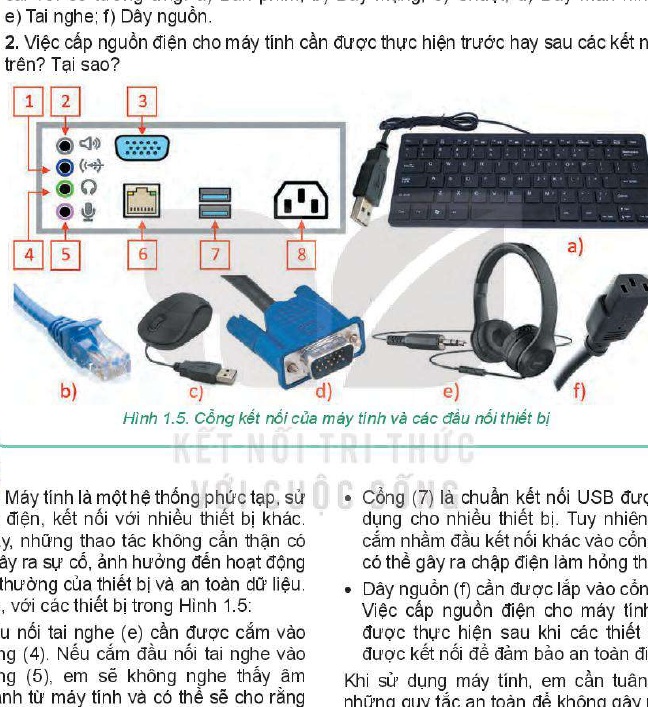 e) Tai nghe; f) Dây nguồn.
2. Việc cấp nguồn điện cho máy tính cần được thực hiện trước hay sau các kết n
trên? Tại sao?
1 2 3
4 5 6 7 8
a)
b) c) d) e) f)
Hình 1.5. Cổng kết nối của máy tính và các đầu nối thiết bị
KẾT NỐI TRI THỨC
VỚI CUỘC SỐNG
Máy tính là một hệ thống phức tạp, sử
điện, kết nối với nhiều thiết bị khác.
y, những thao tác không cẩn thận có
ây ra sự cố, ảnh hưởng đến hoạt động
thường của thiết bị và an toàn dữ liệu.
, với các thiết bị trong Hình 1.5:
u nối tai nghe (e) cần được cắm vào
ng (4). Nếu cắm đầu nối tai nghe vào
ng (5), em sẽ không nghe thấy âm
anh từ máy tính và có thể sẽ cho rằng
• Cổng (7) là chuẩn kết nối USB đượ
dụng cho nhiều thiết bị. Tuy nhiên
cắm nhầm đầu kết nối khác vào cổn
có thể gây ra chập điện làm hỏng th
• Dây nguồn (f) cần được lắp vào cổn
Việc cấp nguồn điện cho máy tính
được thực hiện sau khi các thiết
được kết nối để đảm bảo an toàn đi
Khi sử dụng máy tính, em cần tuân
những quy tắc an toàn để không gây